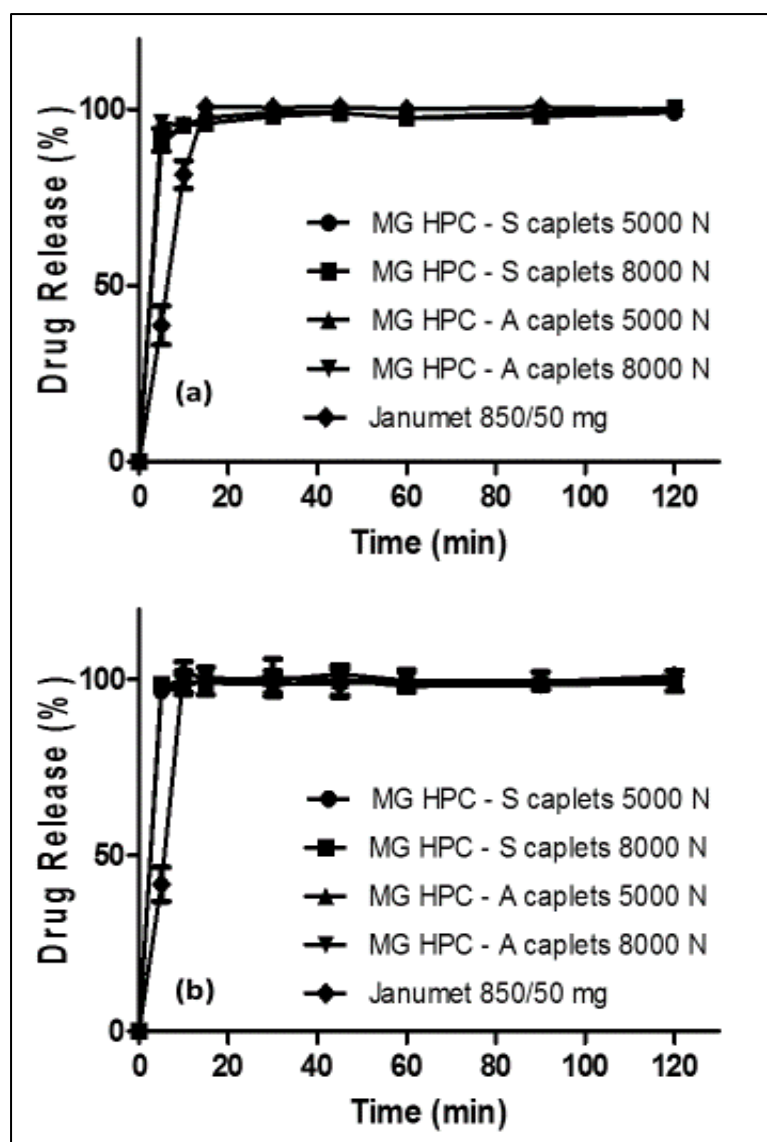 Drug Release (%)
100
50
0
MG HPC - S caplets 5000 N
MG HPC - S caplets 8000 N
MG HPC - A caplets 5000 N
MG HPC - A caplets 8000 N
Janumet 850/50 mg
(a)
0 20 40 60 80 100 120
Time (min)
Drug Release (%)
100
50
0
MG HPC - S caplets 5000 N
MG HPC - S caplets 8000 N
MG HPC - A caplets 5000 N
MG HPC - A caplets 8000 N
Janumet 850/50 mg
(b)
0 20 40 60 80 100 120
Time (min)